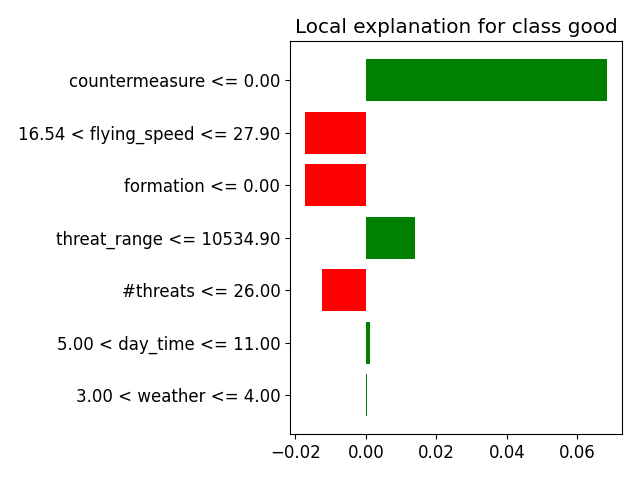 Local explanation for class good
countermeasure <= 0.00
16.54 < flying_speed <= 27.90
formation <= 0.00
threat_range <= 10534.90
#threats <= 26.00
5.00 < day_time <= 11.00
3.00 < weather <= 4.00
−0.02 0.00 0.02 0.04 0.06